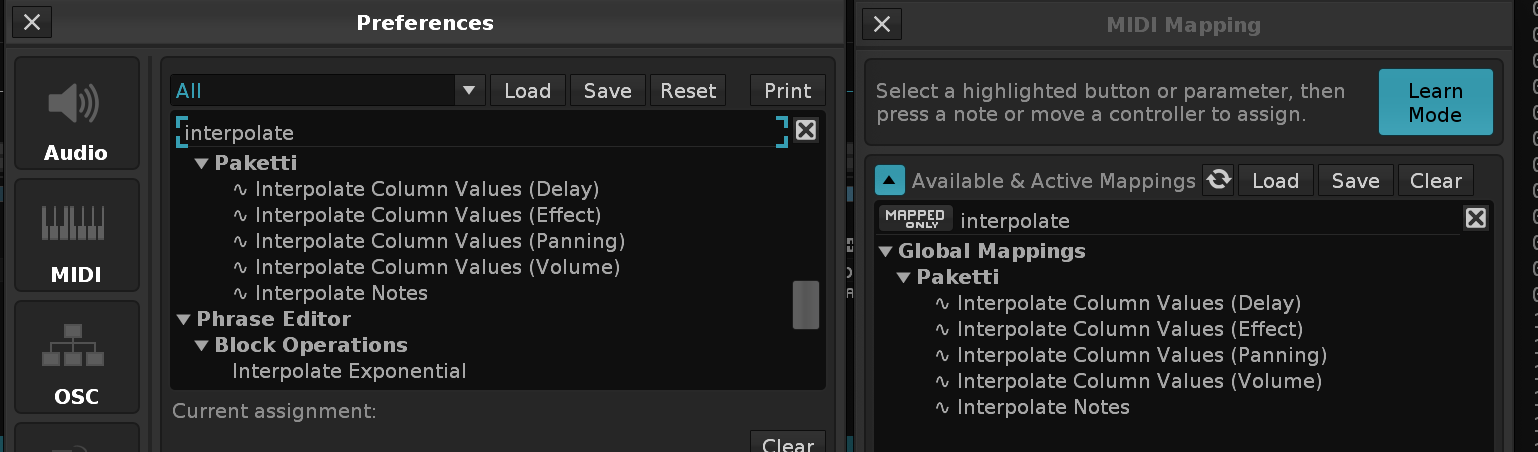 Preferences
Audio
MIDI
OSC
All
Load
Save
Reset
Print
interpolate
Paketti
∿ Interpolate Column Values (Delay)
∿ Interpolate Column Values (Effect)
∿ Interpolate Column Values (Panning)
∿ Interpolate Column Values (Volume)
∿ Interpolate Notes
Phrase Editor
Block Operations
Interpolate Exponential
Current assignment:
Clear
MIDI Mapping
Select a highlighted button or parameter, then
press a note or move a controller to assign.
Learn
Mode
Available & Active Mappings
Load
Save
Clear
MAPPED
ONLY
interpolate
Global Mappings
Paketti
∿ Interpolate Column Values (Delay)
∿ Interpolate Column Values (Effect)
∿ Interpolate Column Values (Panning)
∿ Interpolate Column Values (Volume)
∿ Interpolate Notes